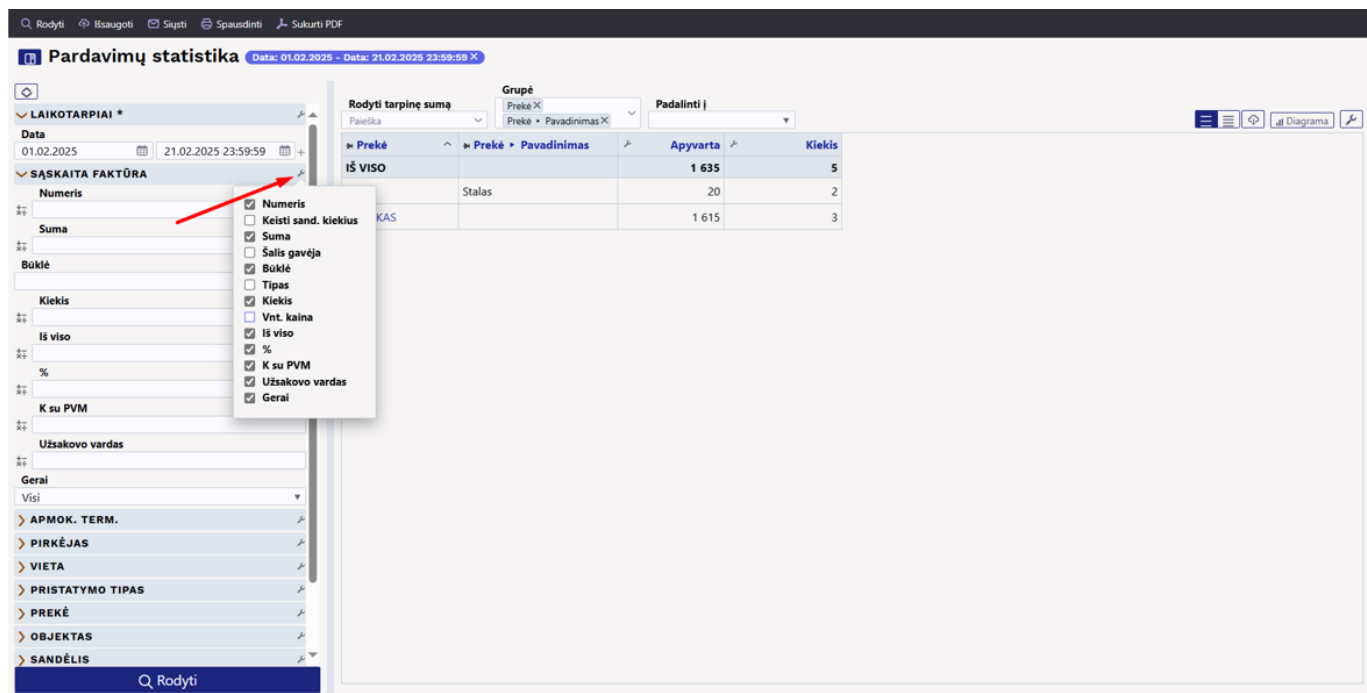 Rodyti Išsaugoti Siųsti Spausdinti Sukurti PDF
Pardavimų statistika Data: 01.02.2025 - Data: 21.02.2025 23:59:59 ×
LAIKOTARPIAI *
Data
01.02.2025 21.02.2025 23:59:59 +
SĄSKAITA FAKTŪRA
Numeris
Suma
Būklė
Kiekis
Iš viso
%
K su PVM
Užsakovo vardas
Gerai
Visi
APMOK. TERM.
PIRKĖJAS
VIETA
PRISTATYMO TIPAS
PREKĖ
OBJEKTAS
SANDĖLIS
Rodyti
Numeris
Keisti sand. kiekius
Suma
Šalis gavėja
Būklė
Tipas
Kiekis
Vnt. kaina
Iš viso
%
K su PVM
Užsakovo vardas
Gerai
Rodyti tarpinę sumą
Paieška
Grupė
Prekė ×
Prekė ‣ Pavadinimas ×
Padalinti į
Diagrama
Prekė Prekė ‣ Pavadinimas Apyvarta Kiekis
IŠ VISO 1 635 5
Stalas 20 2
KAS 1 615 3